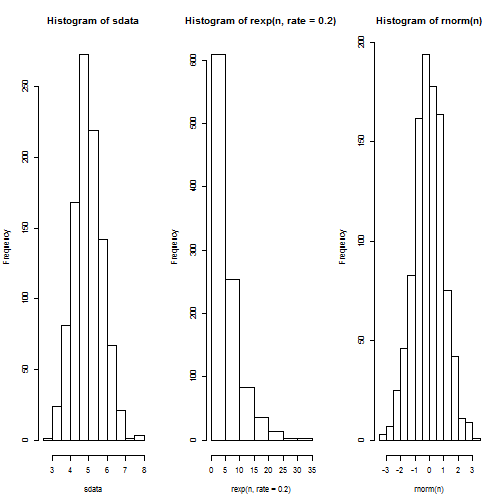 Histogram of sdata
Histogram of rexp(n, rate = 0.2)
Histogram of rnorm(n)
Frequency
0
50
100
150
200
250
3 4 5 6 7 8
sdata
Frequency
0
100
200
300
400
500
600
0 5 10 15 20 25 30 35
rexp(n, rate = 0.2)
Frequency
0
50
100
150
200
-3 -2 -1 0 1 2 3
rnorm(n)